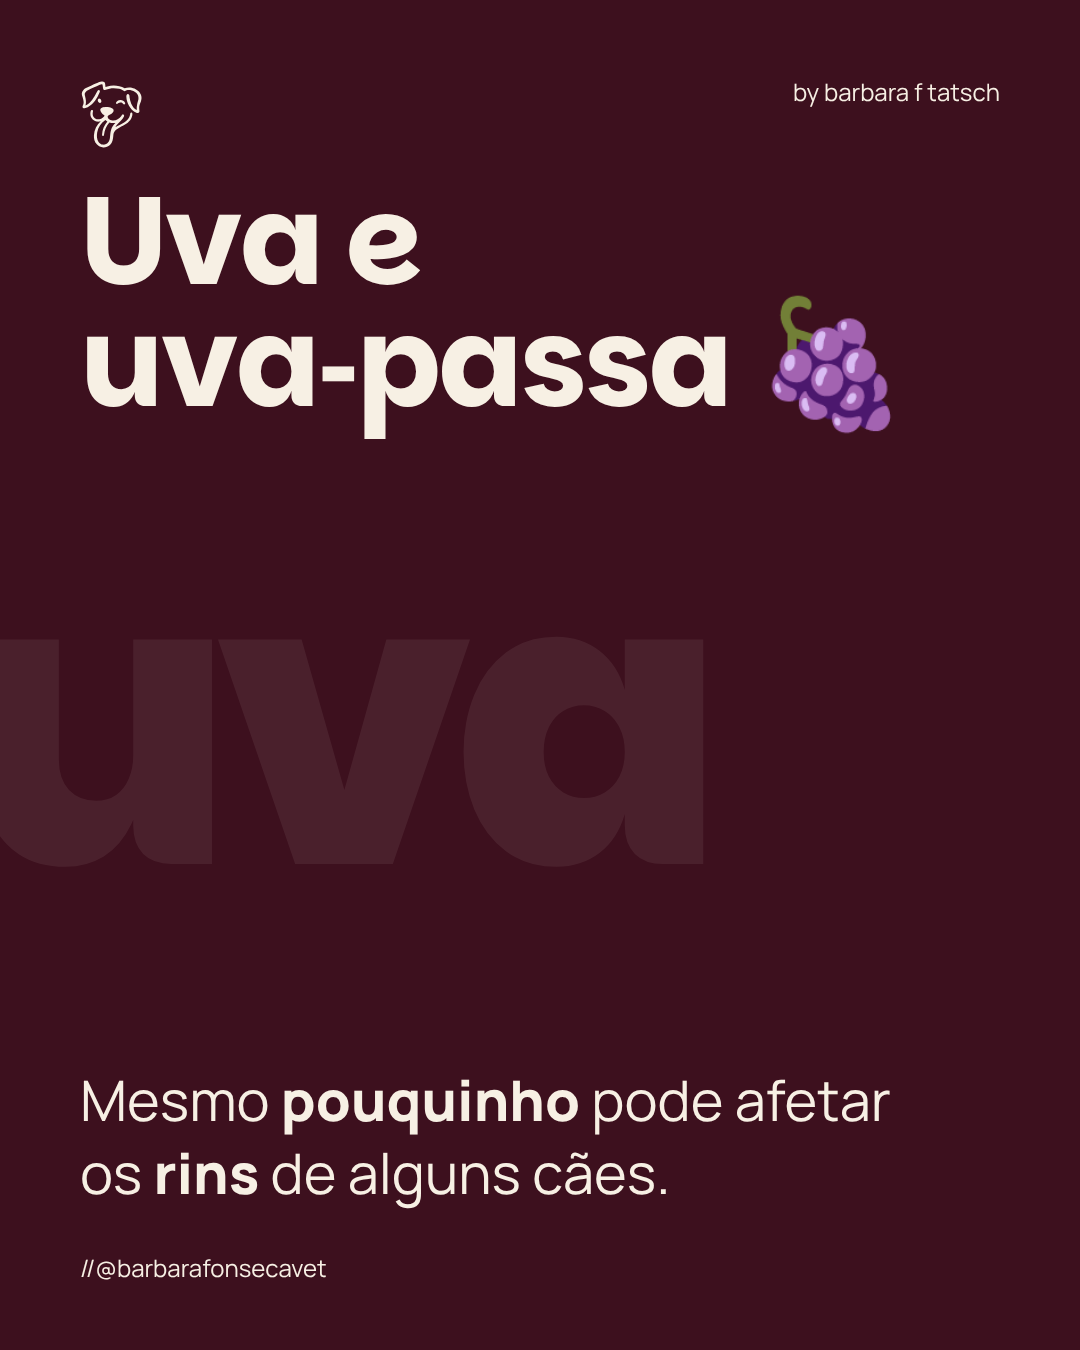 by barbara f tatsch
Uva e
uva-passa
uva
Mesmo pouquinho pode afetar
os rins de alguns cães.
//@barbarafonsecavet